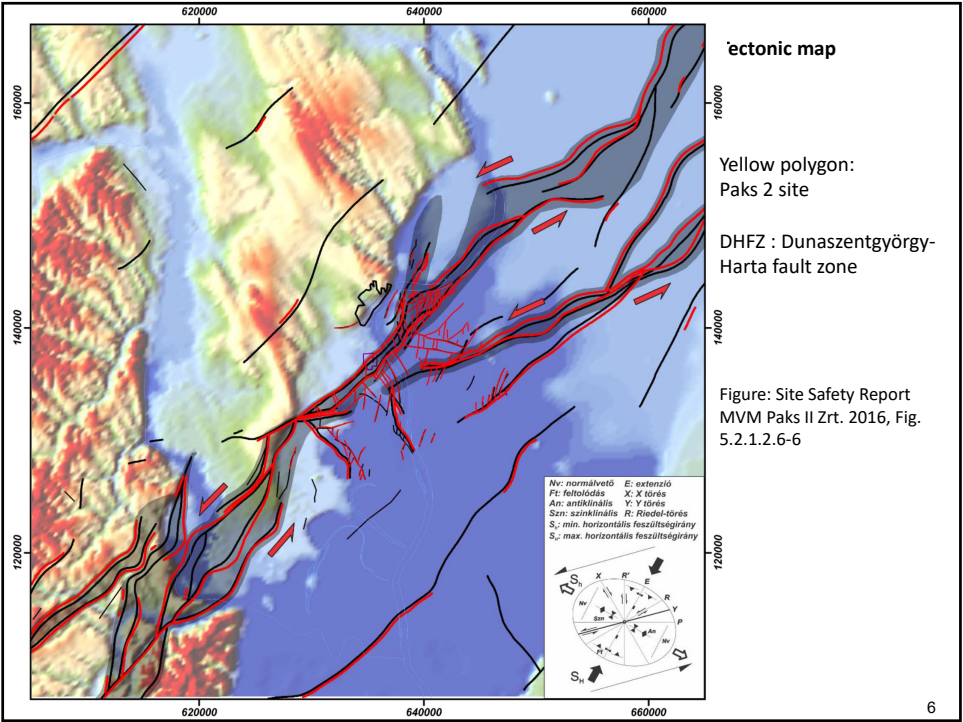 620000
640000
660000
160000
160000
140000
140000
120000
120000
620000
640000
660000
ectonic map
Yellow polygon:
Paks 2 site
DHFZ : Dunaszentgyörgy-
Harta fault zone
Figure: Site Safety Report
MVM Paks II Zrt. 2016, Fig.
5.2.1.2.6-6
Nv: normálvető E: extenzió
Ft: feltolódás X: X törés
An: antiklinális Y: Y törés
Szn: szinklinális R: Riedel-törés
Sh: min. horizontális feszültségirány
SH: max. horizontális feszültségirány
Sh
X
R'
E
R
Y
P
Nv
Szn
An
Nv
Ft
SH
6